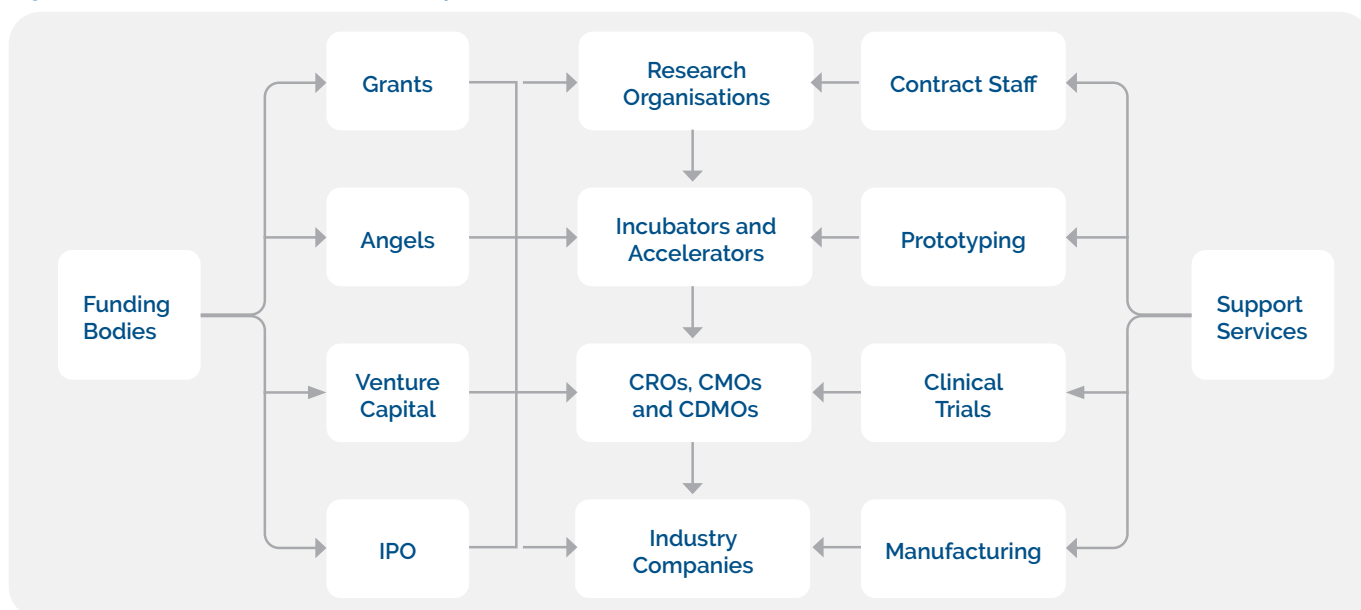 Grants
Research
Organisations
Contract Staff
Angels
Incubators and
Accelerators
Prototyping
Funding
Bodies
Support
Services
Venture
Capital
CROs, CMOs
and CDMOs
Clinical
Trials
IPO
Industry
Companies
Manufacturing